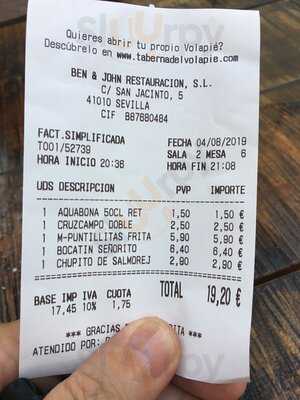 Quieres abrir tu propio Volapié?
Descúbrelo en www.tabernadelvolapie.com
BEN & JOHN RESTAURACION, S.L.
C/ SAN JACINTO, 5
41010 SEVILLA
CIF B87680484
FACT.SIMPLIFICADA FECHA 04/08/2019
T001/52739 SALA 2 MESA 6
HORA INICIO 20:36 HORA FIN 21:08
UDS DESCRIPCION PVP IMPORTE
1 AQUABONA 50CL RET 1,50 1,50 €
1 CRUZCAMPO DOBLE 2,50 2,50 €
1 M-PUNTILLITAS FRITA 5,90 5,90 €
1 BOCATIN SEÑORITO 6,40 6,40 €
1 CHUPITO DE SALMOREJ 2,90 2,90 €
BASE IMP IVA CUOTA TOTAL 19,20 €
17,45 10% 1,75
*** GRACIAS ***
ATENDIDO POR: